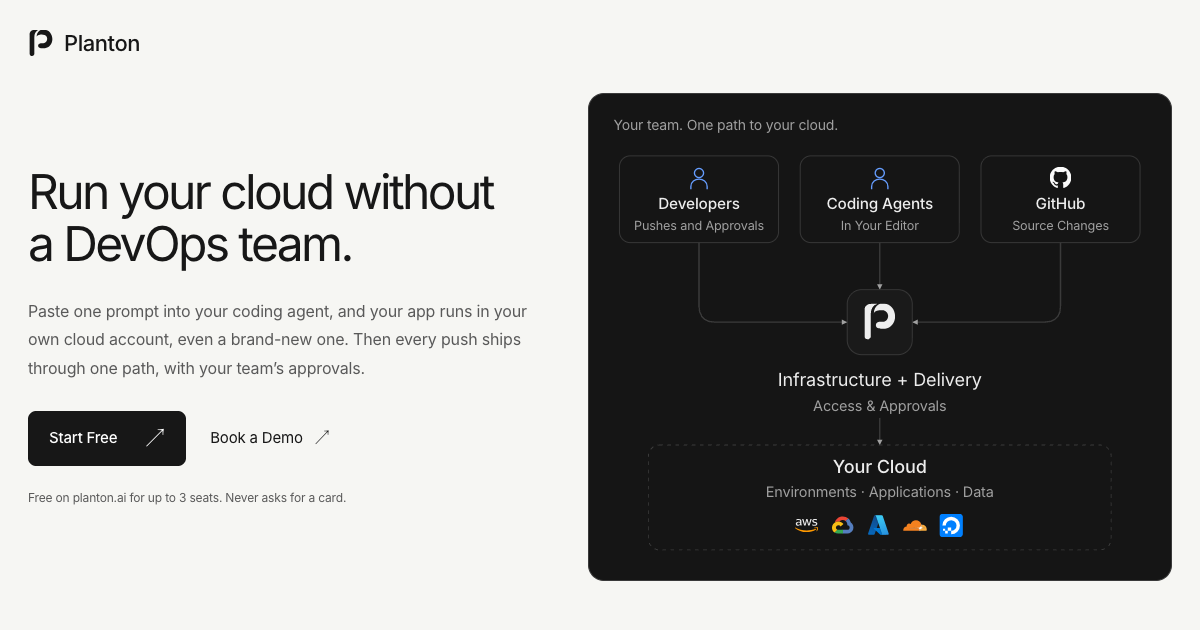 Planton
Run your cloud without
a DevOps team.
Paste one prompt into your coding agent, and your app runs in your
own cloud account, even a brand-new one. Then every push ships
through one path, with your team’s approvals.
Start Free
Book a Demo
Free on planton.ai for up to 3 seats. Never asks for a card.
Your team. One path to your cloud.
Developers
Pushes and Approvals
Coding Agents
In Your Editor
GitHub
Source Changes
Infrastructure + Delivery
Access & Approvals
Your Cloud
Environments · Applications · Data
aws